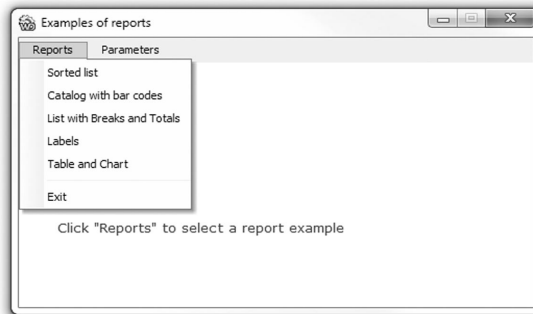 Examples of reports
Reports Parameters
Sorted list
Catalog with bar codes
List with Breaks and Totals
Labels
Table and Chart
Exit
Click "Reports" to select a report example